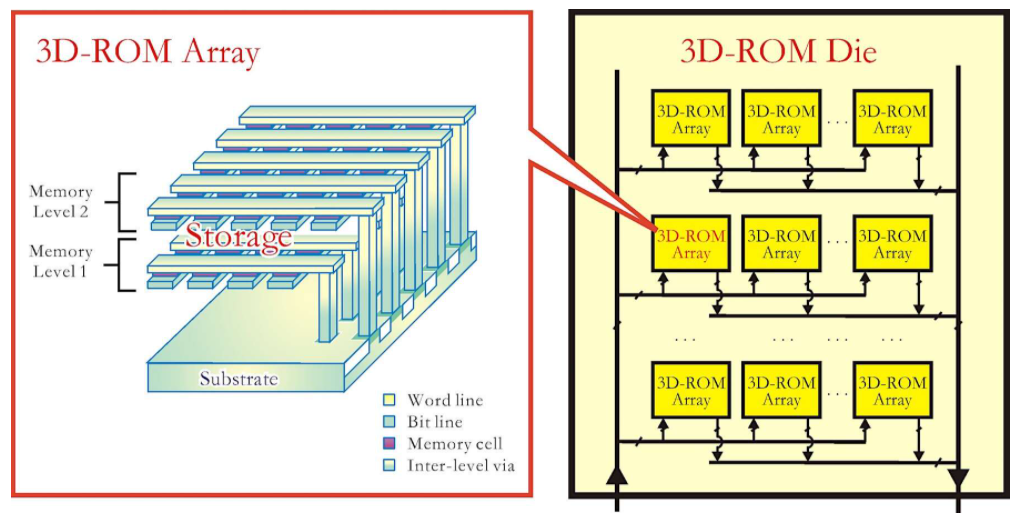 3D-ROM Array
Memory
Level 2
Storage
Memory
Level 1
Substrate
Word line
Bit line
Memory cell
Inter-level via
3D-ROM Die
3D-ROM
Array
3D-ROM
Array
. . .
3D-ROM
Array
3D-ROM
Array
3D-ROM
Array
. . .
3D-ROM
Array
. . . . . . . . . . . .
3D-ROM
Array
3D-ROM
Array
. . .
3D-ROM
Array